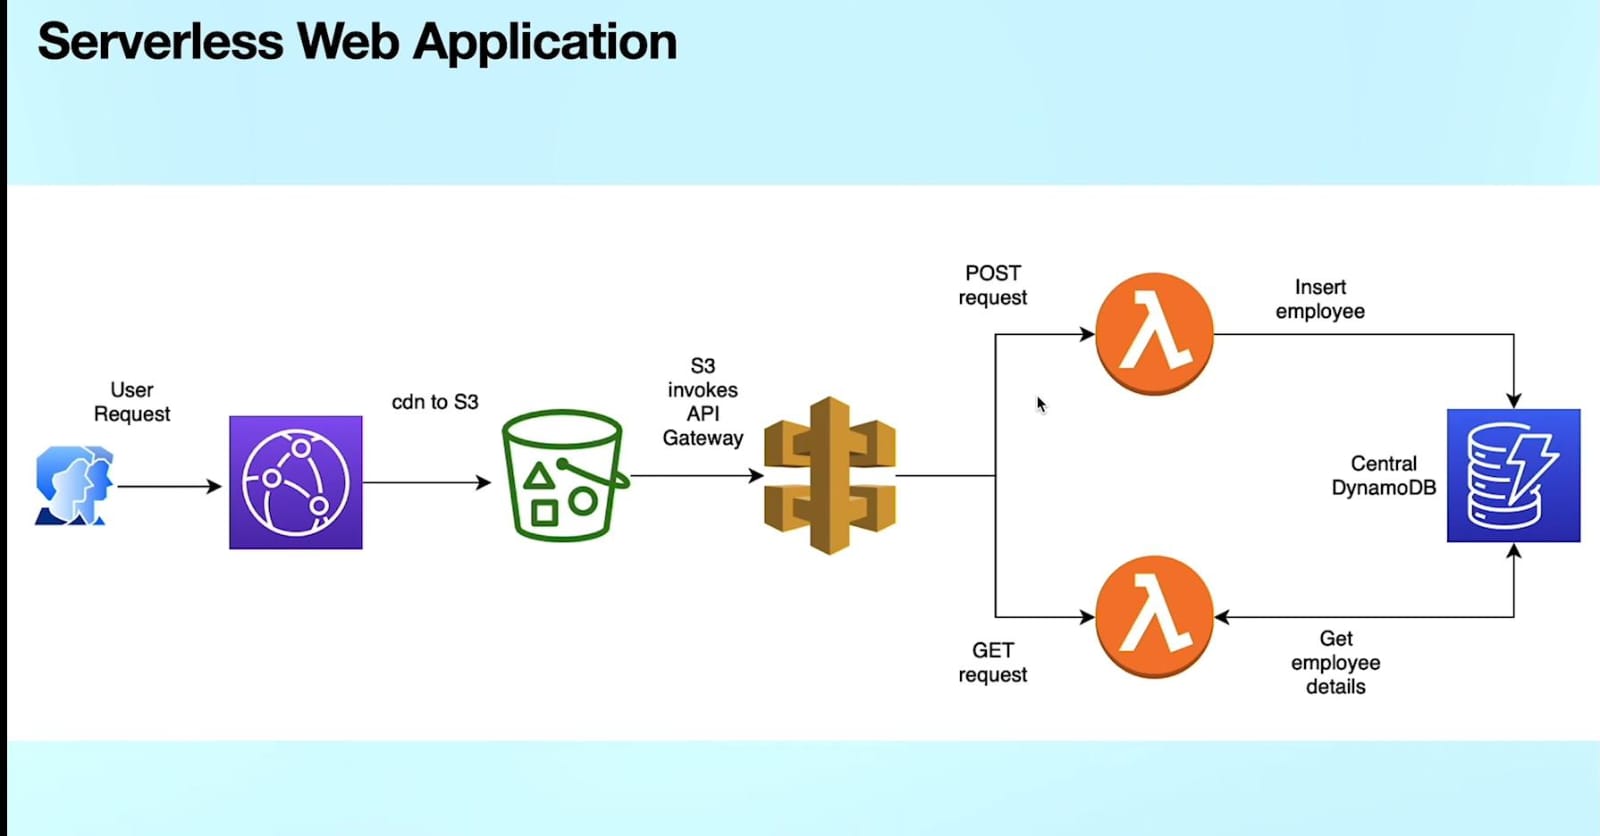 Serverless Web Application
User
Request
cdn to S3
S3
invokes
API
Gateway
POST
request
Insert
employee
Central
DynamoDB
GET
request
Get
employee
details